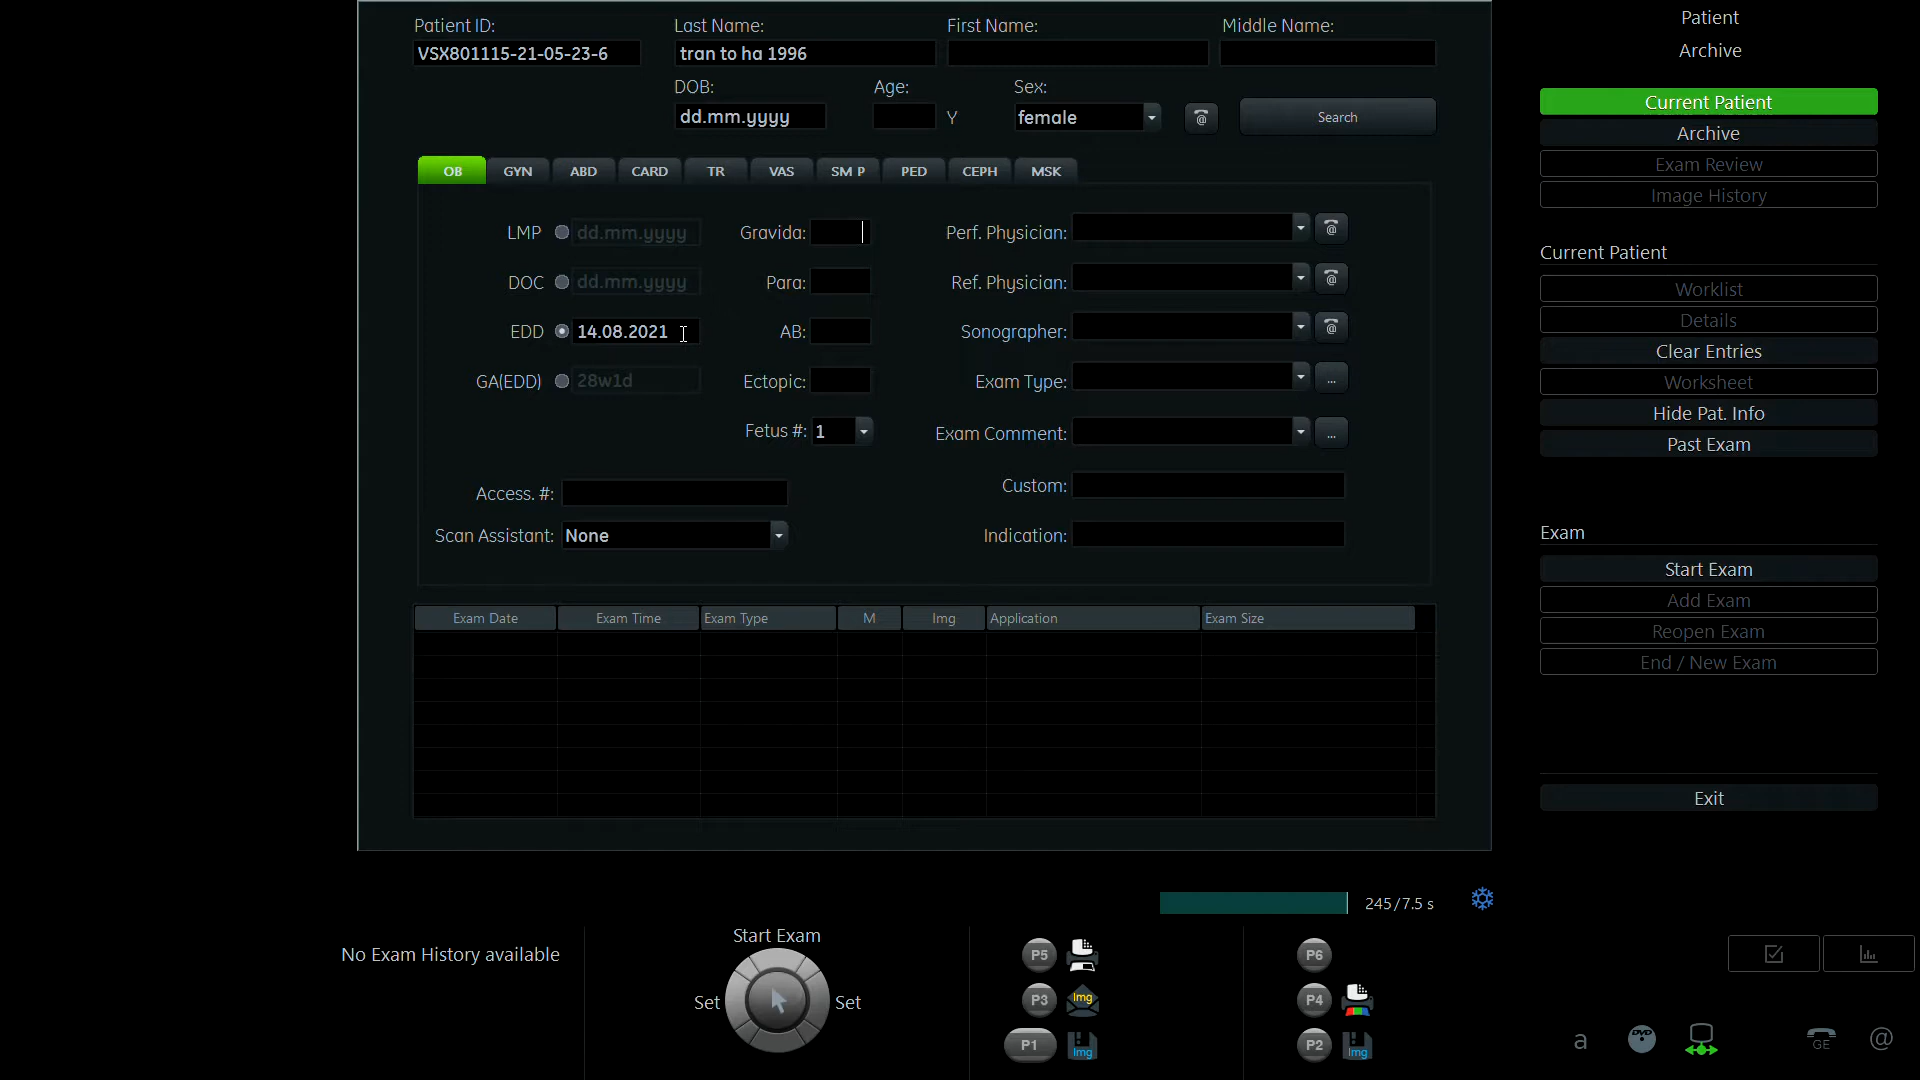 Patient ID: Last Name: First Name: Middle Name:
VSX801115-21-05-23-6 tran to ha 1996
DOB: Age: Sex:
dd.mm.yyyy Y female @ Search
OB GYN ABD CARD TR VAS SM P PED CEPH MSK
LMP dd.mm.yyyy Gravida: Perf. Physician: @
DOC dd.mm.yyyy Para: Ref. Physician: @
EDD 14.08.2021 AB: Sonographer: @
GA(EDD) 28w1d Ectopic: Exam Type: ...
Fetus #: 1 Exam Comment: ...
Access. #: Custom:
Scan Assistant: None Indication:
Exam Date Exam Time Exam Type M Img Application Exam Size
Patient
Archive
Current Patient
Archive
Exam Review
Image History
Current Patient
Worklist
Details
Clear Entries
Worksheet
Hide Pat. Info
Past Exam
Exam
Start Exam
Add Exam
Reopen Exam
End / New Exam
Exit
245/7.5 s
No Exam History available
Start Exam
Set Set
P5 P6
P3 Img P4
P1 Img P2 Img
a DVD GE @